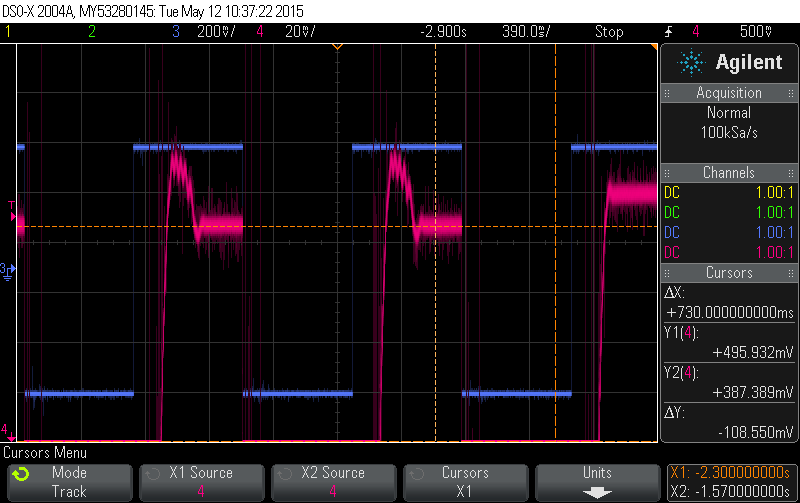 DSO-X 2004A, MY53280145: Tue May 12 10:37:22 2015
1 2 3 200mV/ 4 20V/ -2.900s 390.0ms/ Stop 4 500V
Agilent
Acquisition
Normal
100kSa/s
Channels
DC 1.00:1
DC 1.00:1
DC 1.00:1
DC 1.00:1
Cursors
ΔX:
+730.000000000ms
Y1(4):
+495.932mV
Y2(4):
+387.389mV
ΔY:
-108.550mV
T
3
4
Cursors Menu
Mode
Track
X1 Source
4
X2 Source
4
Cursors
X1
Units
X1: -2.300000000s
X2: -1.570000000s